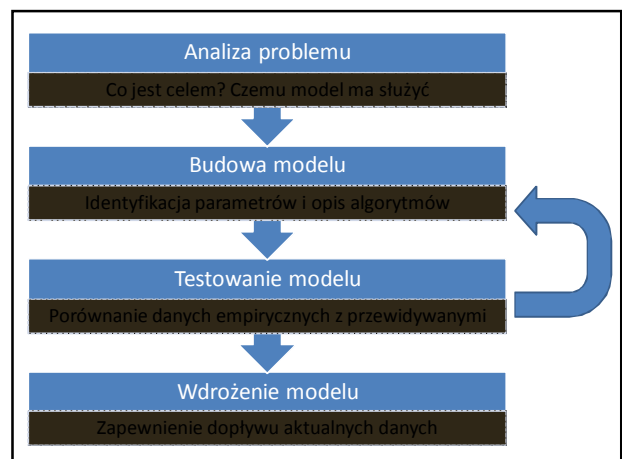 Analiza problemu
Co jest celem? Czemu model ma służyć
Budowa modelu
Identyfikacja parametrów i opis algorytmów
Testowanie modelu
Porównanie danych empirycznych z przewidywanymi
Wdrożenie modelu
Zapewnienie dopływu aktualnych danych